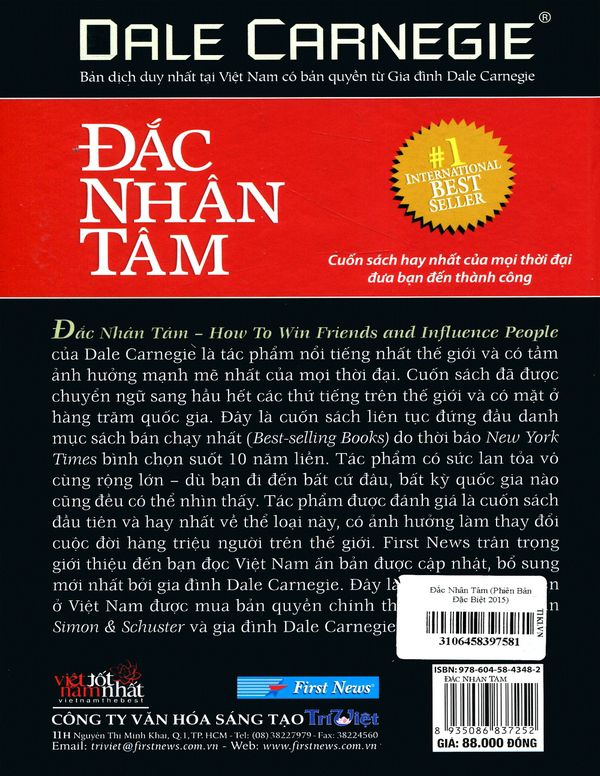 DALE CARNEGIE®
Bản dịch duy nhất tại Việt Nam có bản quyền từ Gia đình Dale Carnegie
ĐẮC
NHÂN
TÂM
#1
INTERNATIONAL
BEST
SELLER
Cuốn sách hay nhất của mọi thời đại
đưa bạn đến thành công
Đắc Nhân Tâm – How To Win Friends and Influence People
của Dale Carnegie là tác phẩm nổi tiếng nhất thế giới và có tầm
ảnh hưởng mạnh mẽ nhất của mọi thời đại. Cuốn sách đã được
chuyển ngữ sang hầu hết các thứ tiếng trên thế giới và có mặt ở
hàng trăm quốc gia. Đây là cuốn sách liên tục đứng đầu danh
mục sách bán chạy nhất (Best-selling Books) do thời báo New York
Times bình chọn suốt 10 năm liền. Tác phẩm có sức lan tỏa vô
cùng rộng lớn – dù bạn đi đến bất cứ đâu, bất kỳ quốc gia nào
cũng đều có thể nhìn thấy. Tác phẩm được đánh giá là cuốn sách
đầu tiên và hay nhất về thể loại này, có ảnh hưởng làm thay đổi
cuộc đời hàng triệu người trên thế giới. First News trân trọng
giới thiệu đến bạn đọc Việt Nam ấn bản được cập nhật, bổ sung
mới nhất bởi gia đình Dale Carnegie. Đây là
ở Việt Nam được mua bản quyền chính
Simon & Schuster và gia đình Dale Carnegie
Đắc Nhân Tâm (Phiên Bản
Đặc Biệt 2015)
TIKI.VN
3106458397581
việt nam tốt nhất
vietnamthebest
First News®
CÔNG TY VĂN HÓA SÁNG TẠO Trí Việt
11H Nguyễn Thị Minh Khai, Q.1, TP. HCM - Tel: (08) 38227979 - Fax: 38224560
Email: triviet@firstnews.com.vn - Web: www.firstnews.com.vn
ISBN: 978-604-58-4348-2
ĐẮC NHÂN TÂM
8 935086 837252
GIÁ: 88.000 ĐỒNG